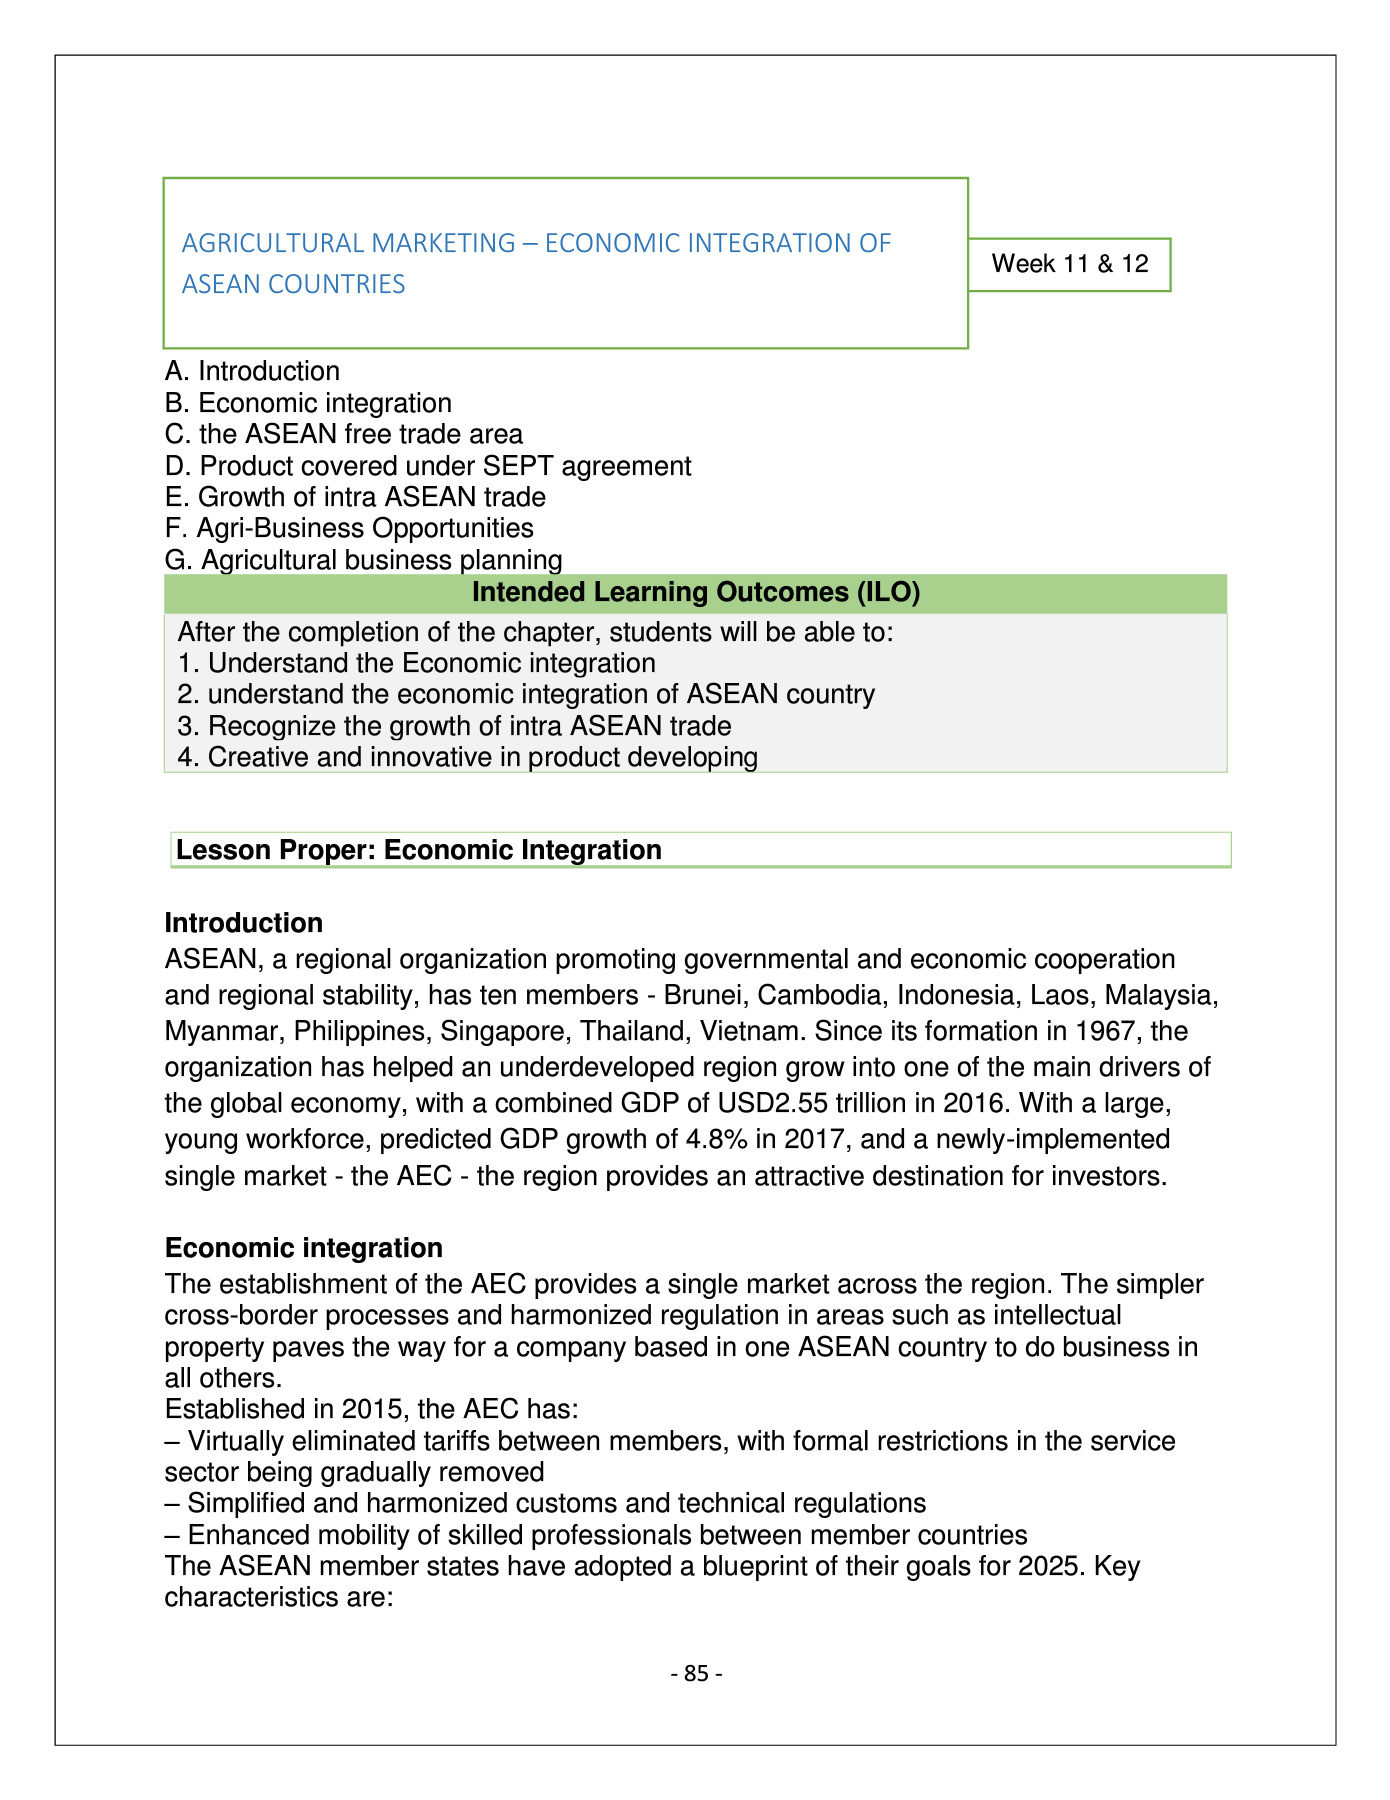 AGRICULTURAL MARKETING – ECONOMIC INTEGRATION OF
ASEAN COUNTRIES
Week 11 & 12
A. Introduction
B. Economic integration
C. the ASEAN free trade area
D. Product covered under SEPT agreement
E. Growth of intra ASEAN trade
F. Agri-Business Opportunities
G. Agricultural business planning
Intended Learning Outcomes (ILO)
After the completion of the chapter, students will be able to:
1. Understand the Economic integration
2. understand the economic integration of ASEAN country
3. Recognize the growth of intra ASEAN trade
4. Creative and innovative in product developing
Lesson Proper: Economic Integration
Introduction
ASEAN, a regional organization promoting governmental and economic cooperation
and regional stability, has ten members - Brunei, Cambodia, Indonesia, Laos, Malaysia,
Myanmar, Philippines, Singapore, Thailand, Vietnam. Since its formation in 1967, the
organization has helped an underdeveloped region grow into one of the main drivers of
the global economy, with a combined GDP of USD2.55 trillion in 2016. With a large,
young workforce, predicted GDP growth of 4.8% in 2017, and a newly-implemented
single market - the AEC - the region provides an attractive destination for investors.
Economic integration
The establishment of the AEC provides a single market across the region. The simpler
cross-border processes and harmonized regulation in areas such as intellectual
property paves the way for a company based in one ASEAN country to do business in
all others.
Established in 2015, the AEC has:
– Virtually eliminated tariffs between members, with formal restrictions in the service
sector being gradually removed
– Simplified and harmonized customs and technical regulations
– Enhanced mobility of skilled professionals between member countries
The ASEAN member states have adopted a blueprint of their goals for 2025. Key
characteristics are:
- 85 -